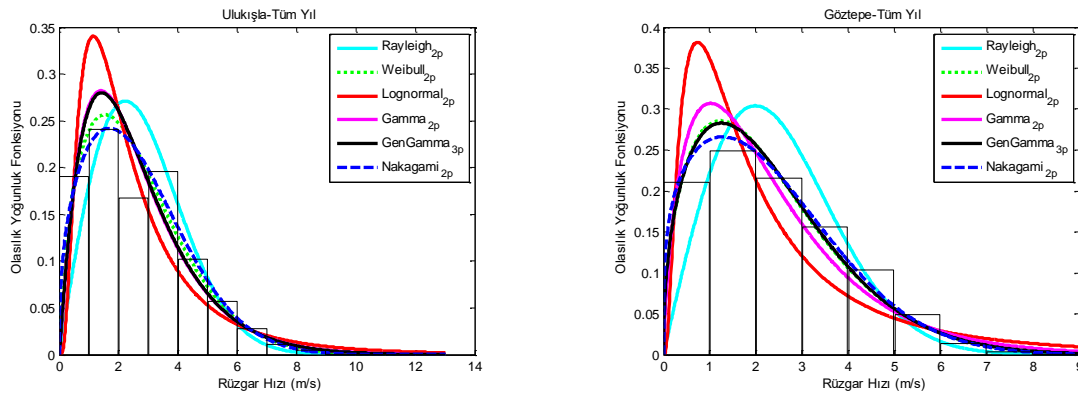 Ulukışla-Tüm Yıl
0.35
0.3
0.25
0.2
0.15
0.1
0.05
0
Olasılık Yoğunluk Fonksiyonu
Rayleigh2p
Weibull2p
Lognormal2p
Gamma2p
GenGamma3p
Nakagami2p
0 2 4 6 8 10 12 14
Rüzgar Hızı (m/s)
Göztepe-Tüm Yıl
0.4
0.35
0.3
0.25
0.2
0.15
0.1
0.05
0
Olasılık Yoğunluk Fonksiyonu
Rayleigh2p
Weibull2p
Lognormal2p
Gamma2p
GenGamma3p
Nakagami2p
0 1 2 3 4 5 6 7 8 9
Rüzgar Hızı (m/s)